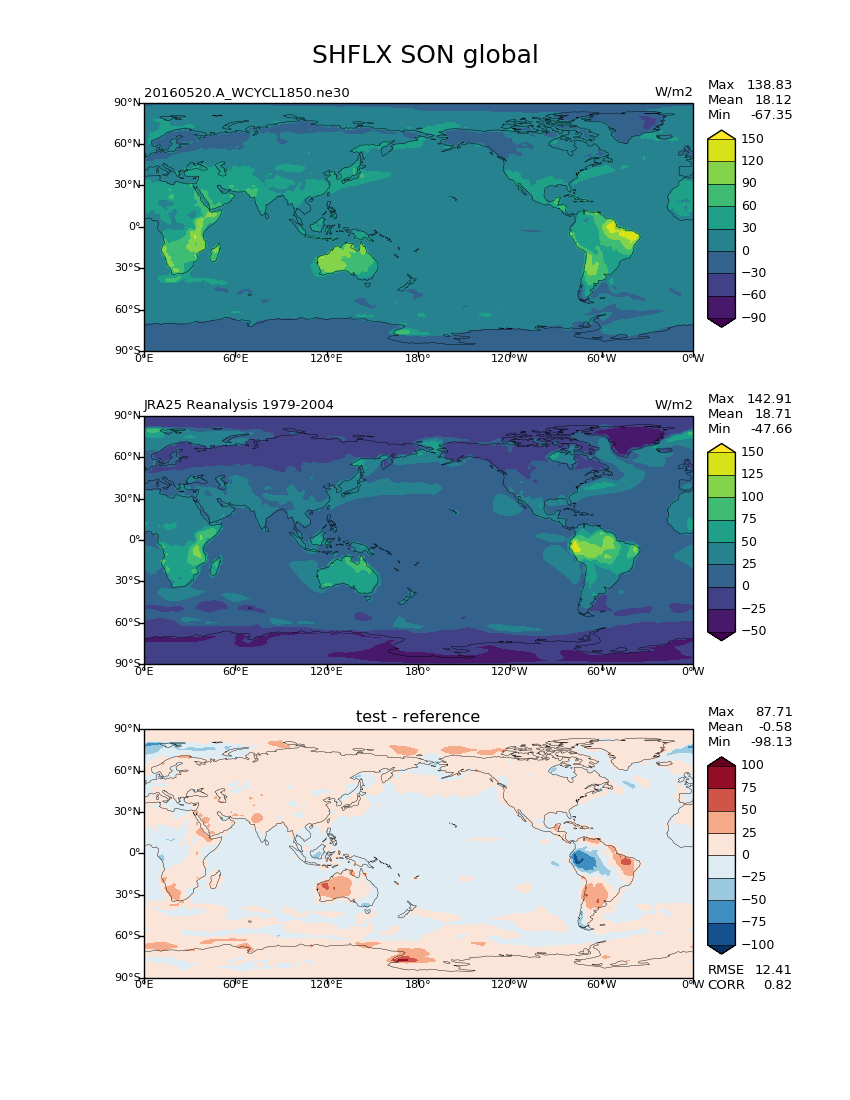 SHFLX SON global
20160520.A_WCYCL1850.ne30
W/m2
Max 138.83
Mean 18.12
Min -67.35
90°N
60°N
30°N
0°
30°S
60°S
90°S
0°E 60°E 120°E 180° 120°W 60°W 0°W
150
120
90
60
30
0
−30
−60
−90
JRA25 Reanalysis 1979-2004
W/m2
Max 142.91
Mean 18.71
Min -47.66
90°N
60°N
30°N
0°
30°S
60°S
90°S
0°E 60°E 120°E 180° 120°W 60°W 0°W
150
125
100
75
50
25
0
−25
−50
test - reference
Max 87.71
Mean -0.58
Min -98.13
90°N
60°N
30°N
0°
30°S
60°S
90°S
0°E 60°E 120°E 180° 120°W 60°W 0°W
100
75
50
25
0
−25
−50
−75
−100
RMSE 12.41
CORR 0.82